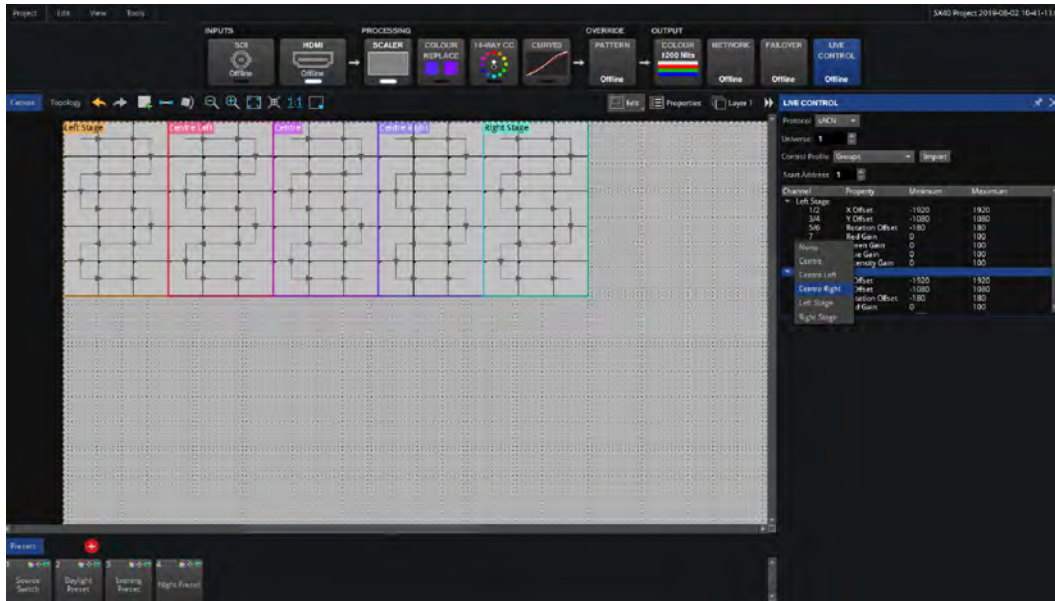 Project Edit View Tools
SA40 Project 2019-08-02 10-41-11
INPUTS PROCESSING OVERRIDE OUTPUT
SDI
Offline
HDMI
Offline
SCALER
COLOUR REPLACE
14-WAY CC
CURVES
PATTERN
Offline
COLOUR
1200 Nits
NETWORK
Offline
FAILOVER
Offline
LIVE CONTROL
Offline
Canvas Topology 1:1 Edit Properties Layer 1
Left Stage Centre Left Centre Centre Right Right Stage
LIVE CONTROL
Protocol sACN
Universe 1
Control Profile Groups Import
Start Address 1
Channel Property Minimum Maximum
Left Stage
1/2 X Offset -1920 1920
3/4 Y Offset -1080 1080
5/6 Rotation Offset -180 180
7 Red Gain 0 100
een Gain 0 100
ue Gain 0 100
ensity Gain 0 100
Offset -1920 1920
Offset -1080 1080
tation Offset -180 180
d Gain 0 100
None
Centre
Centre Left
Centre Right
Left Stage
Right Stage
Presets
1 2 3 4
Source Switch
Daylight Preset
Evening Preset
Night Preset